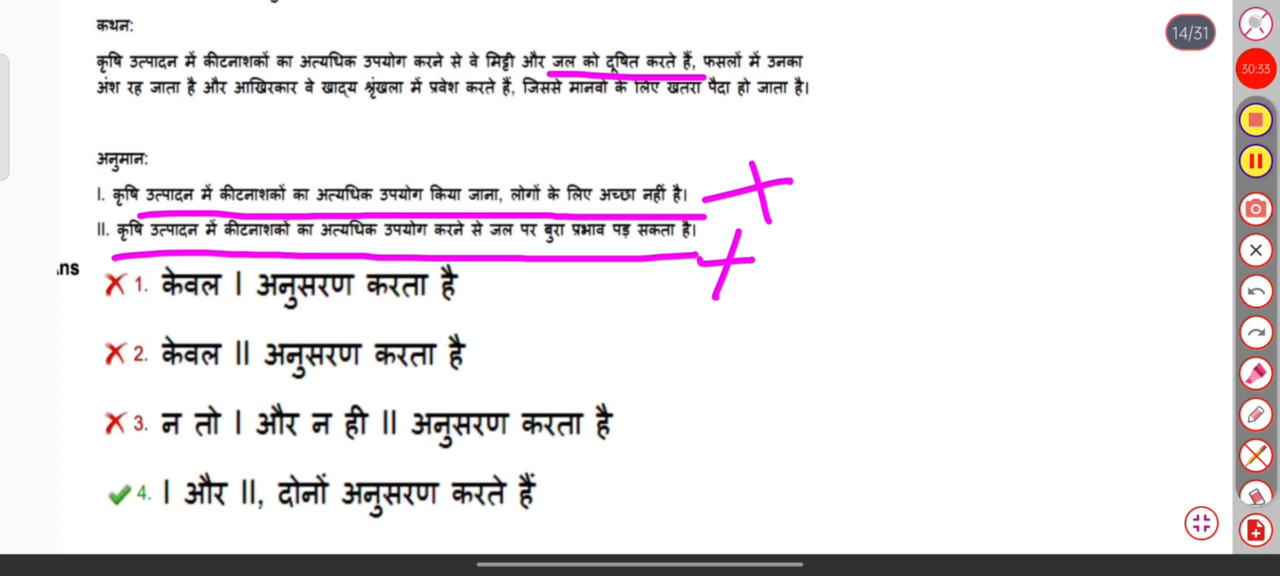 कथन:
14/31
30:33
कृषि उत्पादन में कीटनाशकों का अत्यधिक उपयोग करने से वे मिट्टी और जल को दूषित करते हैं, फसलों में उनका
अंश रह जाता है और आखिरकार वे खाद्य श्रृंखला में प्रवेश करते हैं, जिससे मानवो के लिए खतरा पैदा हो जाता है।
अनुमान:
I. कृषि उत्पादन में कीटनाशकों का अत्यधिक उपयोग किया जाना, लोगों के लिए अच्छा नहीं है।
II. कृषि उत्पादन में कीटनाशकों का अत्यधिक उपयोग करने से जल पर बुरा प्रभाव पड़ सकता है।
ns
1. केवल I अनुसरण करता है
2. केवल II अनुसरण करता है
3. न तो I और न ही II अनुसरण करता है
4. I और II, दोनों अनुसरण करते हैं